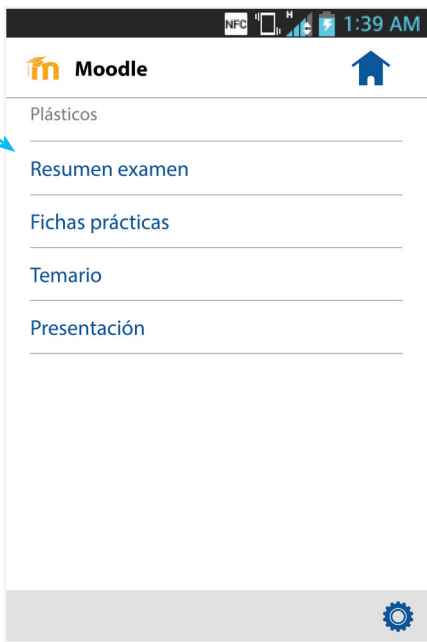 NFC H 1:39 AM
m Moodle
Plásticos
Resumen examen
Fichas prácticas
Temario
Presentación